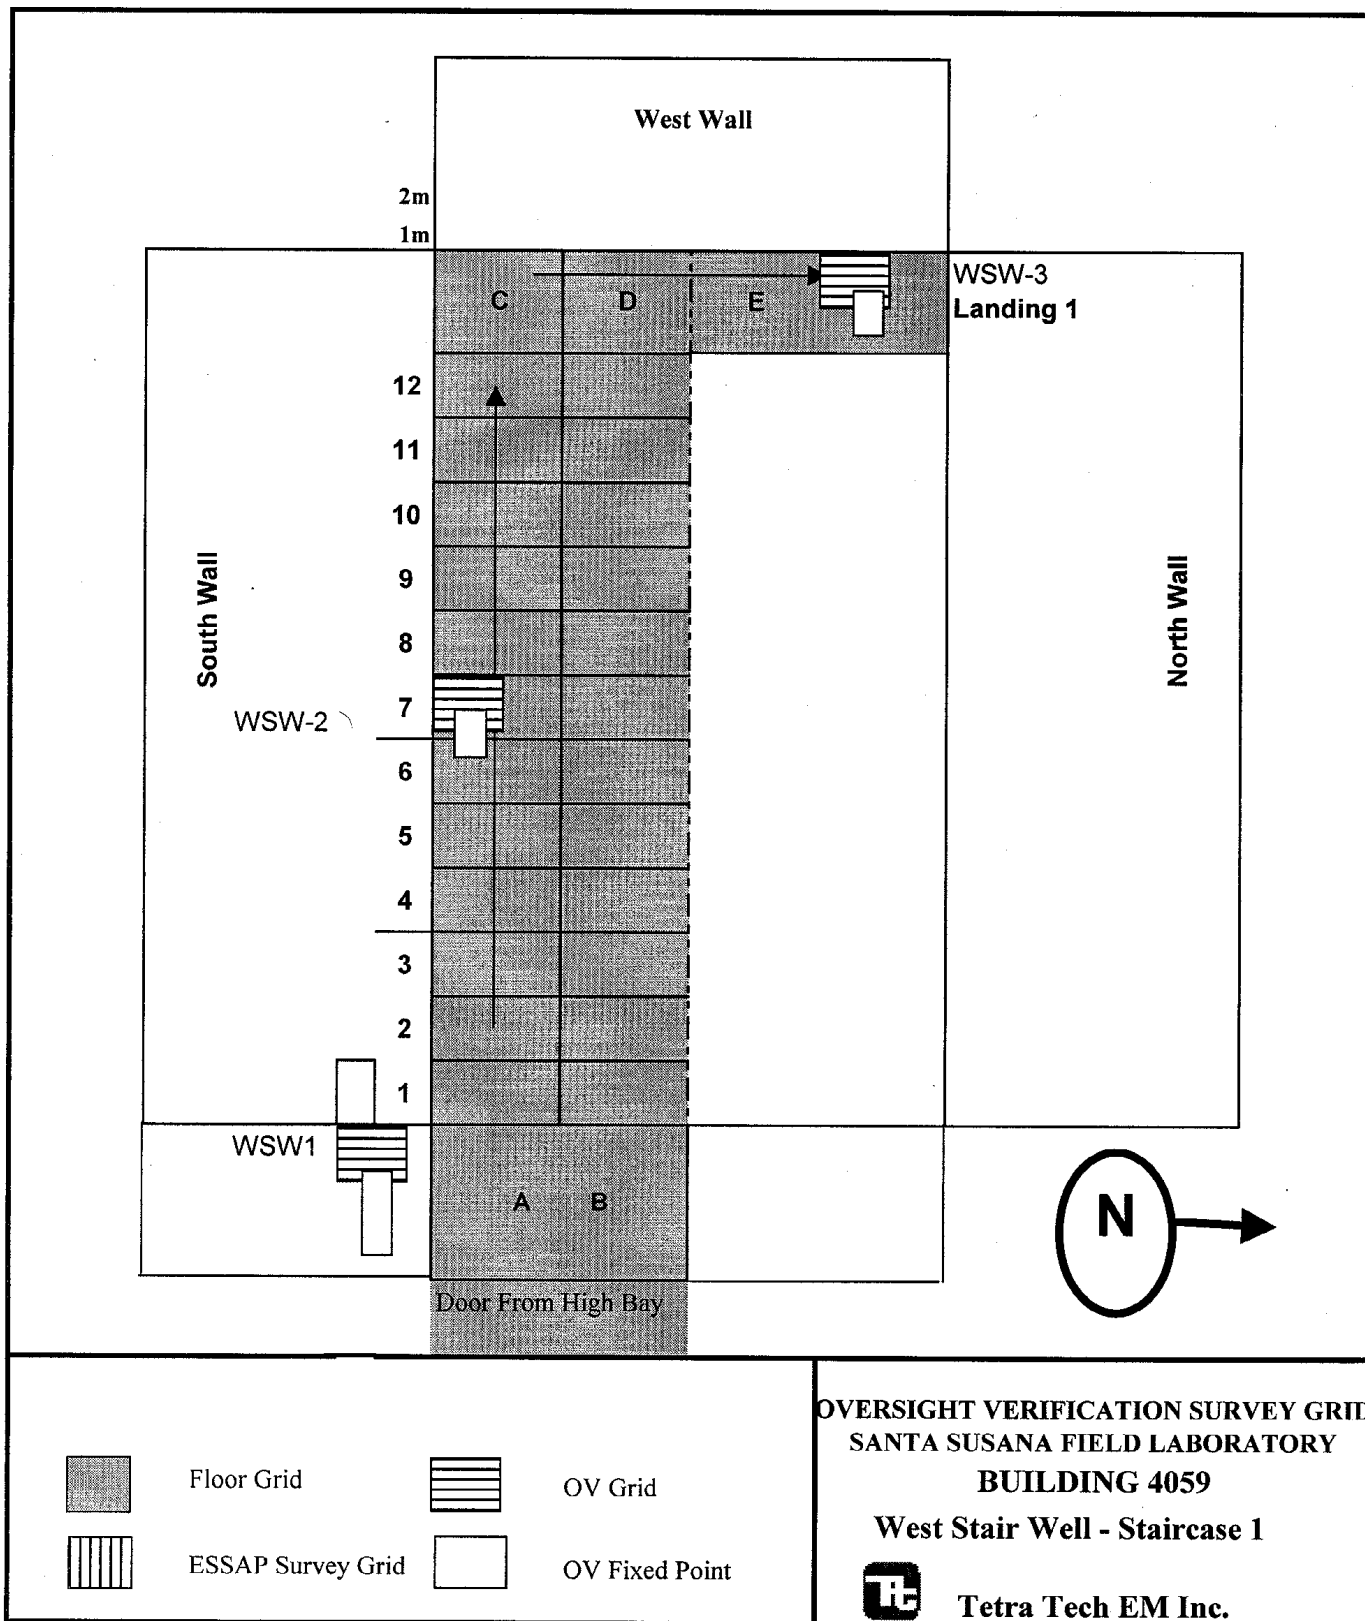 West Wall
2m
1m
C
D
E
WSW-3
Landing 1
12
11
10
9
8
7
6
5
4
3
2
1
South Wall
North Wall
WSW-2
WSW1
A B
N
Door From High Bay
Floor Grid
OV Grid
ESSAP Survey Grid
OV Fixed Point
OVERSIGHT VERIFICATION SURVEY GRID
SANTA SUSANA FIELD LABORATORY
BUILDING 4059
West Stair Well - Staircase 1
Tt
Tetra Tech EM Inc.